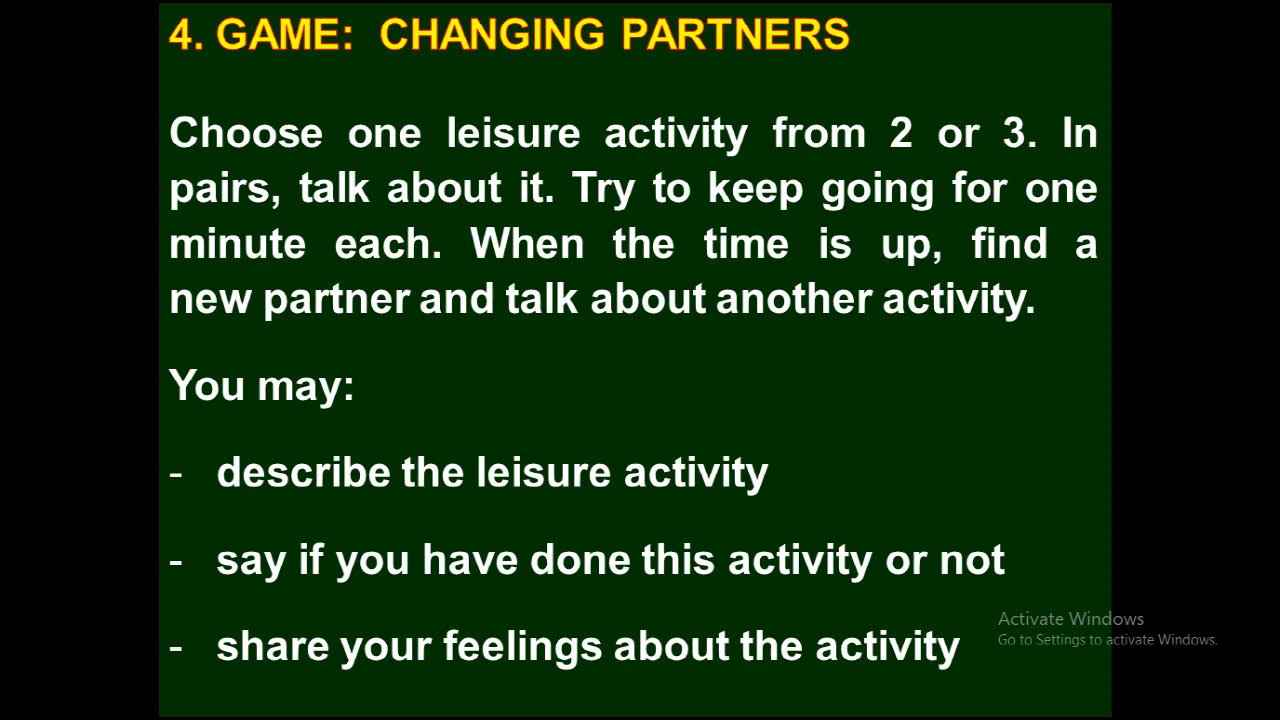 4. GAME: CHANGING PARTNERS
Choose one leisure activity from 2 or 3. In
pairs, talk about it. Try to keep going for one
minute each. When the time is up, find a
new partner and talk about another activity.
You may:
- describe the leisure activity
- say if you have done this activity or not
- share your feelings about the activity
Activate Windows
Go to Settings to activate Windows.